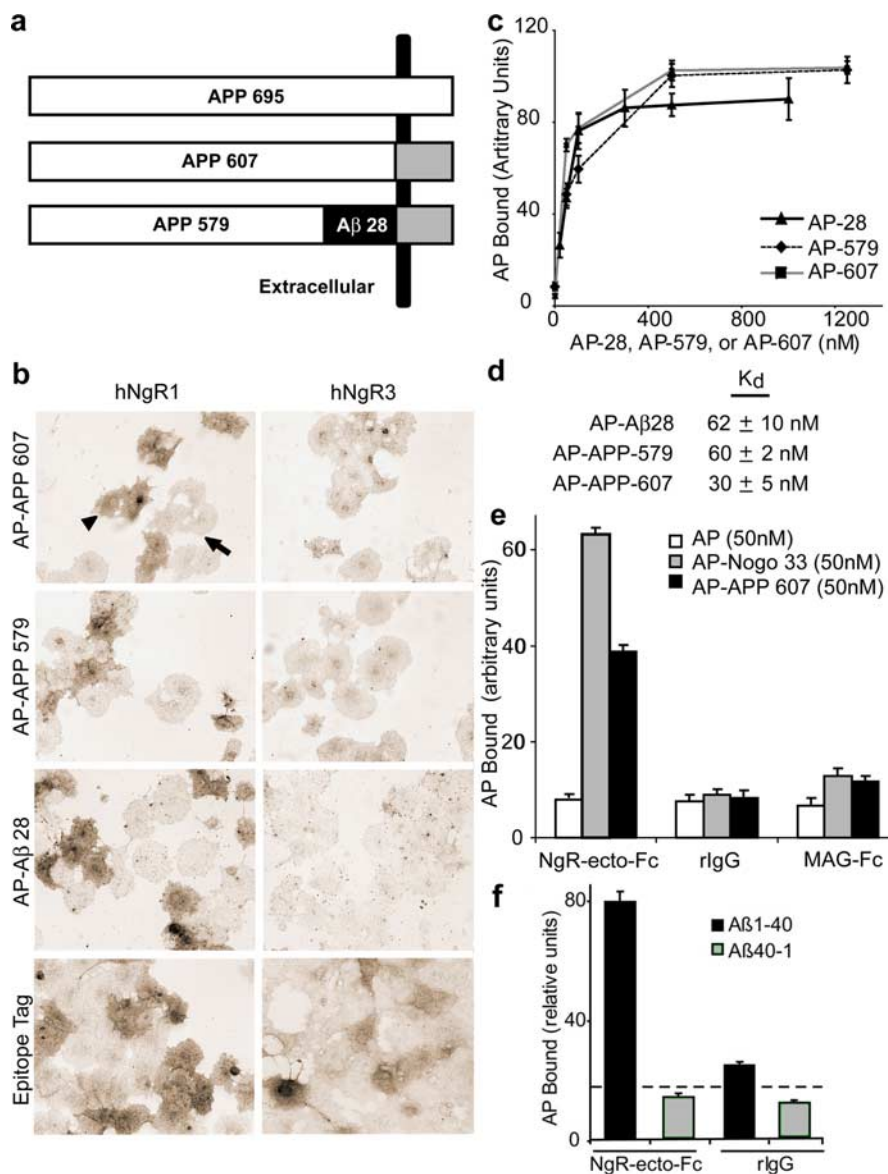 a
APP 695
APP 607
APP 579
Aβ 28
Extracellular
b
hNgR1
hNgR3
AP-APP 607
AP-APP 579
AP-Aβ 28
Epitope Tag
c
AP Bound (Artitrary Units)
120
80
40
0
AP-28
AP-579
AP-607
0
400
800
1200
AP-28, AP-579, or AP-607 (nM)
d
Kd
AP-Aβ28 62 ± 10 nM
AP-APP-579 60 ± 2 nM
AP-APP-607 30 ± 5 nM
e
AP Bound (arbitrary units)
60
40
20
0
AP (50nM)
AP-Nogo 33 (50nM)
AP-APP 607 (50nM)
NgR-ecto-Fc
rIgG
MAG-Fc
f
AP Bound (relative units)
80
40
0
Aß1-40
Aß40-1
NgR-ecto-Fc
rIgG